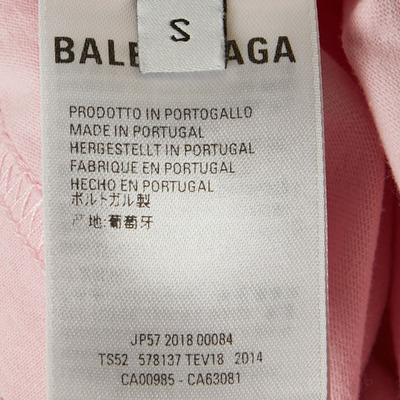 S
BALE AGA
PRODOTTO IN PORTOGALLO
MADE IN PORTUGAL
HERGESTELLT IN PORTUGAL
FABRIQUE EN PORTUGAL
HECHO EN PORTUGAL
ポルトガル製
产地:葡萄牙
JP57 2018 00084
TS52 578137 TEV18 2014
CA00985 - CA63081